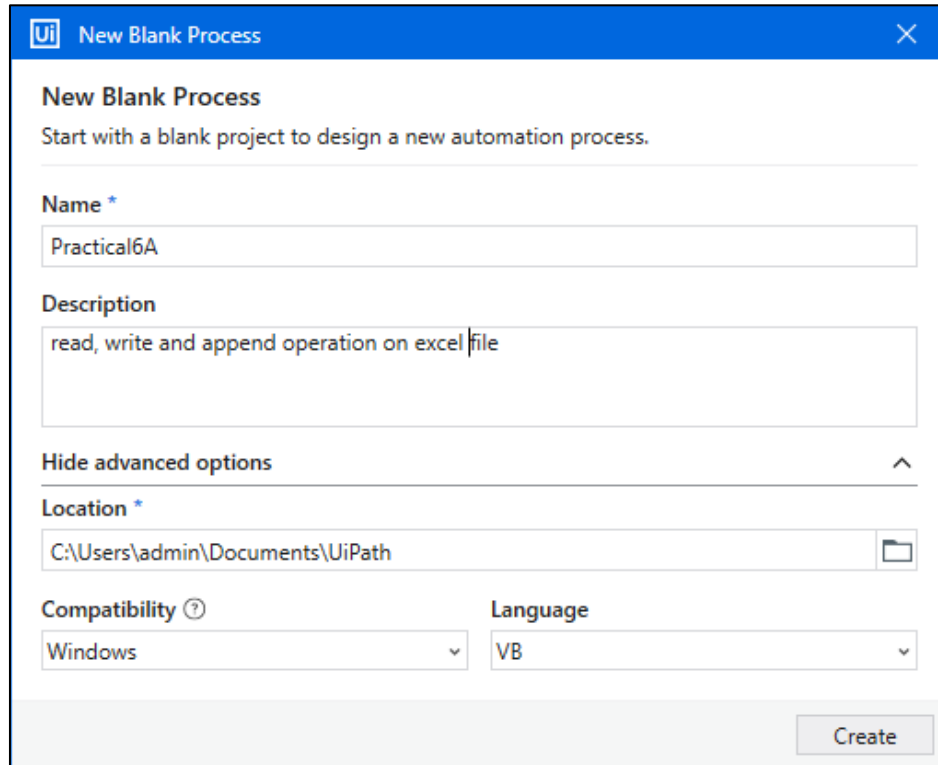 Ui New Blank Process
New Blank Process
Start with a blank project to design a new automation process.
Name *
Practical6A
Description
read, write and append operation on excel file
Hide advanced options
Location *
C:\Users\admin\Documents\UiPath
Compatibility ? Language
Windows VB
Create